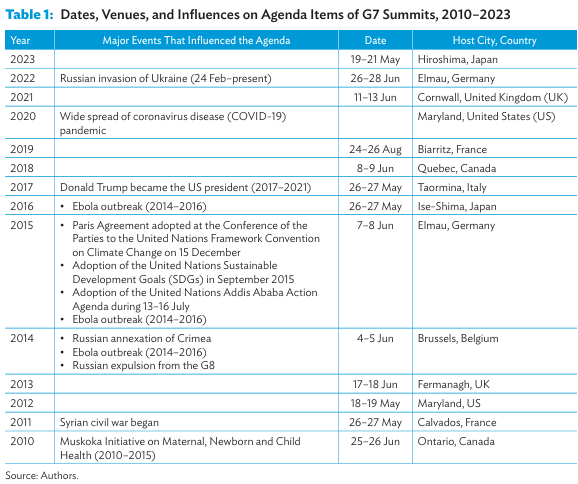 Table 1: Dates, Venues, and Influences on Agenda Items of G7 Summits, 2010–2023
Year Major Events That Influenced the Agenda Date Host City, Country
2023 19–21 May Hiroshima, Japan
2022 Russian invasion of Ukraine (24 Feb–present) 26–28 Jun Elmau, Germany
2021 11–13 Jun Cornwall, United Kingdom (UK)
2020 Wide spread of coronavirus disease (COVID-19) Maryland, United States (US)
pandemic
2019 24–26 Aug Biarritz, France
2018 8–9 Jun Quebec, Canada
2017 Donald Trump became the US president (2017–2021) 26–27 May Taormina, Italy
2016 • Ebola outbreak (2014–2016) 26–27 May Ise-Shima, Japan
2015 • Paris Agreement adopted at the Conference of the 7–8 Jun Elmau, Germany
Parties to the United Nations Framework Convention
on Climate Change on 15 December
• Adoption of the United Nations Sustainable
Development Goals (SDGs) in September 2015
• Adoption of the United Nations Addis Ababa Action
Agenda during 13–16 July
• Ebola outbreak (2014–2016)
2014 • Russian annexation of Crimea 4–5 Jun Brussels, Belgium
• Ebola outbreak (2014–2016)
• Russian expulsion from the G8
2013 17–18 Jun Fermanagh, UK
2012 18–19 May Maryland, US
2011 Syrian civil war began 26–27 May Calvados, France
2010 Muskoka Initiative on Maternal, Newborn and Child 25–26 Jun Ontario, Canada
Health (2010–2015)
Source: Authors.